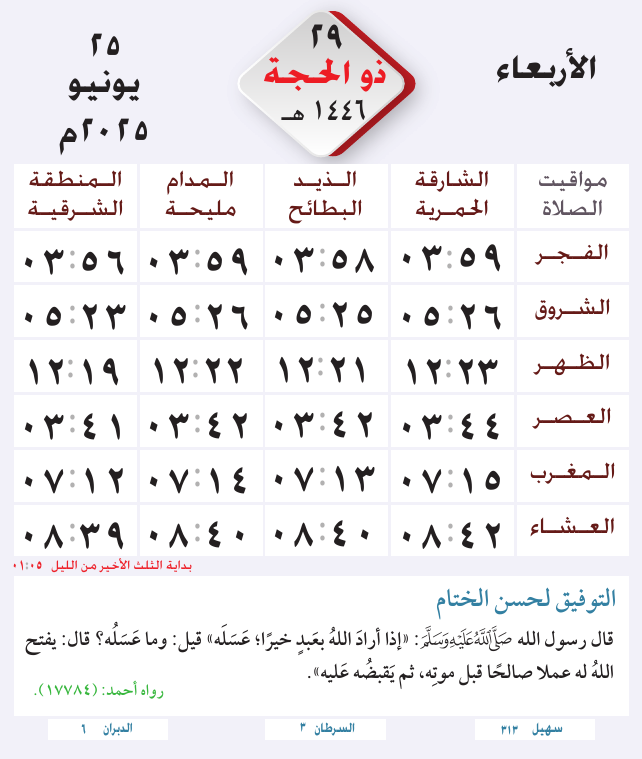 الأربعاء
٢٩
ذو الحجة
١٤٤٦ هـ
٢٥
يونيو
٢٠٢٥م
مواقيت الصلاة | الشارقة الحمرية | الذيد البطائح | المدام مليحة | المنطقة الشرقية
الفجر ٠٣:٥٩ ٠٣:٥٨ ٠٣:٥٩ ٠٣:٥٦
الشروق ٠٥:٢٦ ٠٥:٢٥ ٠٥:٢٦ ٠٥:٢٣
الظهر ١٢:٢٣ ١٢:٢١ ١٢:٢٢ ١٢:١٩
العصر ٠٣:٤٤ ٠٣:٤٢ ٠٣:٤٢ ٠٣:٤١
المغرب ٠٧:١٥ ٠٧:١٣ ٠٧:١٤ ٠٧:١٢
العشاء ٠٨:٤٢ ٠٨:٤٠ ٠٨:٤٠ ٠٨:٣٩
بداية الثلث الأخير من الليل ٠١:٠٥
التوفيق لحسن الختام
قال رسول الله ﷺ: «إذا أرادَ اللهُ بعَبدٍ خيرًا؛ عَسَلَه» قيل: وما عَسَلُه؟ قال: يفتح
اللهُ له عملا صالحًا قبل موتِه، ثم يَقبضُه عَليه».
رواه أحمد: (١٧٧٨٤).
سهيل ٣١٣
السرطان ٣
الدبران ٦